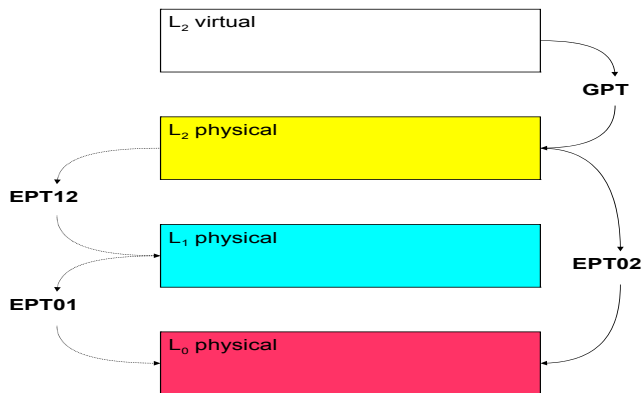 L₂ virtual
GPT
L₂ physical
EPT12
L₁ physical
EPT02
EPT01
L₀ physical